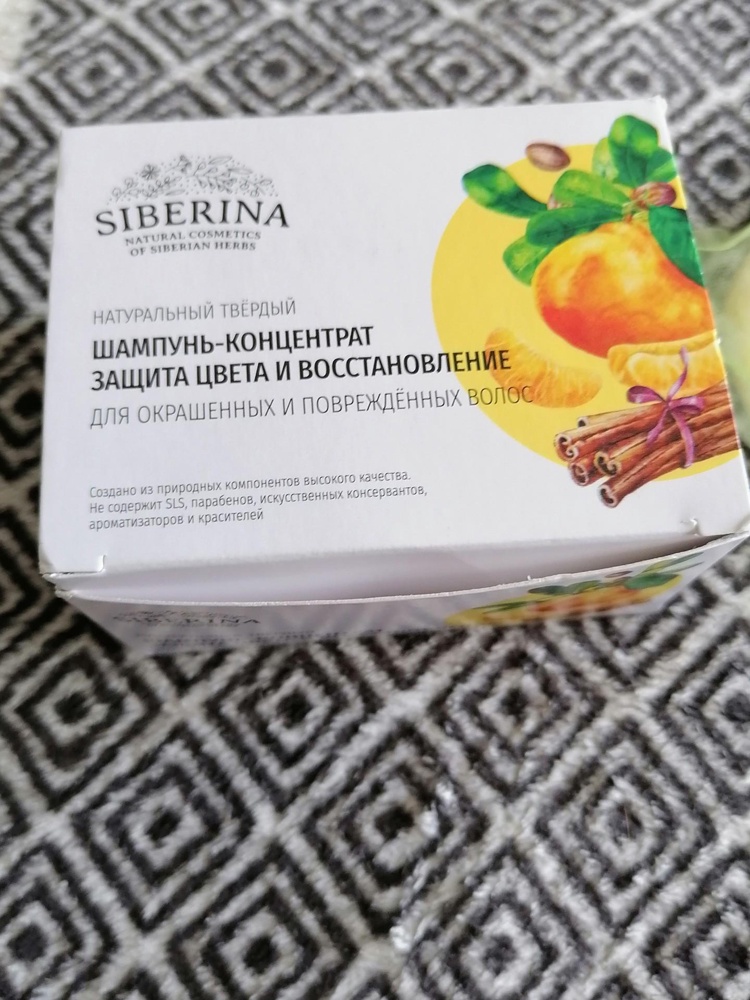 SIBERINA
NATURAL COSMETICS
OF SIBERIAN HERBS
НАТУРАЛЬНЫЙ ТВЁРДЫЙ
ШАМПУНЬ-КОНЦЕНТРАТ
ЗАЩИТА ЦВЕТА И ВОССТАНОВЛЕНИЕ
ДЛЯ ОКРАШЕННЫХ И ПОВРЕЖДЁННЫХ ВОЛОС
Создано из природных компонентов высокого качества.
Не содержит SLS, парабенов, искусственных консервантов,
ароматизаторов и красителей
SIBERINA